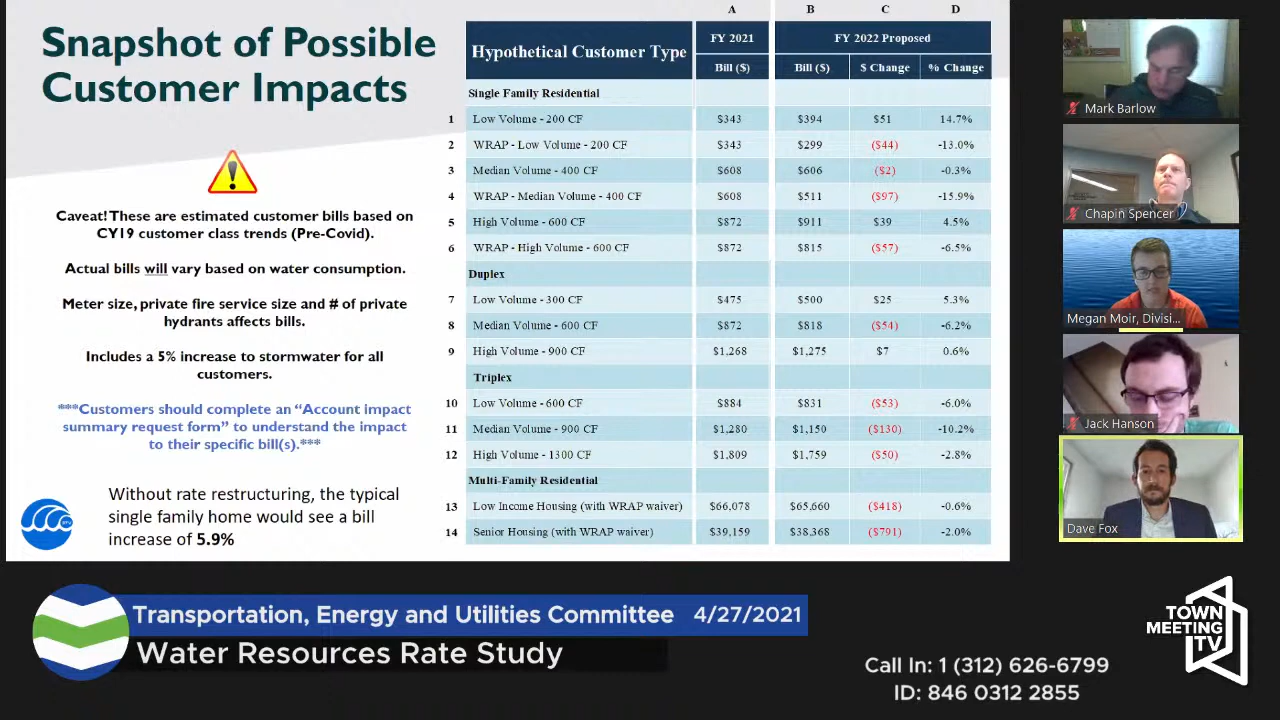 Snapshot of Possible
Customer Impacts
Caveat! These are estimated customer bills based on
CY19 customer class trends (Pre-Covid).
Actual bills will vary based on water consumption.
Meter size, private fire service size and # of private
hydrants affects bills.
Includes a 5% increase to stormwater for all
customers.
***Customers should complete an “Account impact
summary request form” to understand the impact
to their specific bill(s).***
Without rate restructuring, the typical
single family home would see a bill
increase of 5.9%
A B C D
Hypothetical Customer Type FY 2021 FY 2022 Proposed
Bill ($) Bill ($) $ Change % Change
Single Family Residential
1 Low Volume - 200 CF $343 $394 $51 14.7%
2 WRAP - Low Volume - 200 CF $343 $299 ($44) -13.0%
3 Median Volume - 400 CF $608 $606 ($2) -0.3%
4 WRAP - Median Volume - 400 CF $608 $511 ($97) -15.9%
5 High Volume - 600 CF $872 $911 $39 4.5%
6 WRAP - High Volume - 600 CF $872 $815 ($57) -6.5%
Duplex
7 Low Volume - 300 CF $475 $500 $25 5.3%
8 Median Volume - 600 CF $872 $818 ($54) -6.2%
9 High Volume - 900 CF $1,268 $1,275 $7 0.6%
Triplex
10 Low Volume - 600 CF $884 $831 ($53) -6.0%
11 Median Volume - 900 CF $1,280 $1,150 ($130) -10.2%
12 High Volume - 1300 CF $1,809 $1,759 ($50) -2.8%
Multi-Family Residential
13 Low Income Housing (with WRAP waiver) $66,078 $65,660 ($418) -0.6%
14 Senior Housing (with WRAP waiver) $39,159 $38,368 ($791) -2.0%
Mark Barlow
Chapin Spencer
Megan Moir, Divisi...
Jack Hanson
Dave Fox
Transportation, Energy and Utilities Committee 4/27/2021
Water Resources Rate Study
TOWN
MEETING
TV
Call In: 1 (312) 626-6799
ID: 846 0312 2855